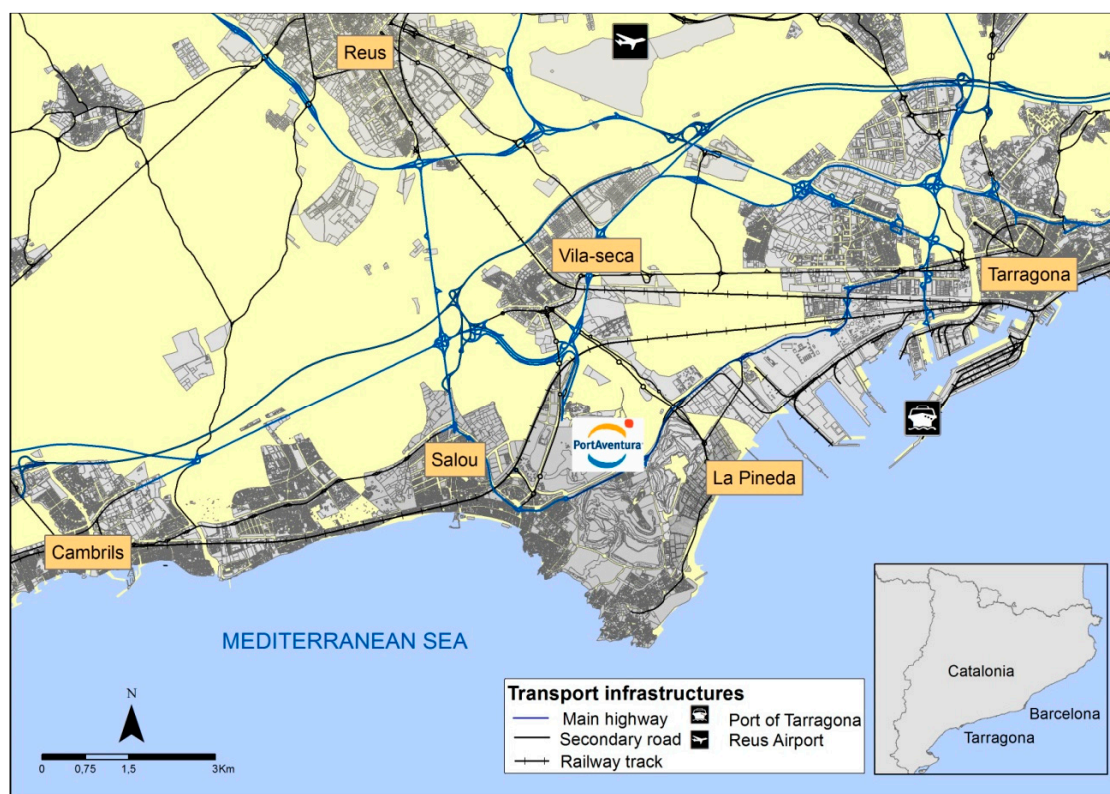 Reus
Vila-seca
Tarragona
PortAventura
Salou
La Pineda
Cambrils
MEDITERRANEAN SEA
N
0 0,75 1,5 3Km
Transport infrastructures
Main highway
Port of Tarragona
Secondary road
Reus Airport
Railway track
Catalonia
Barcelona
Tarragona